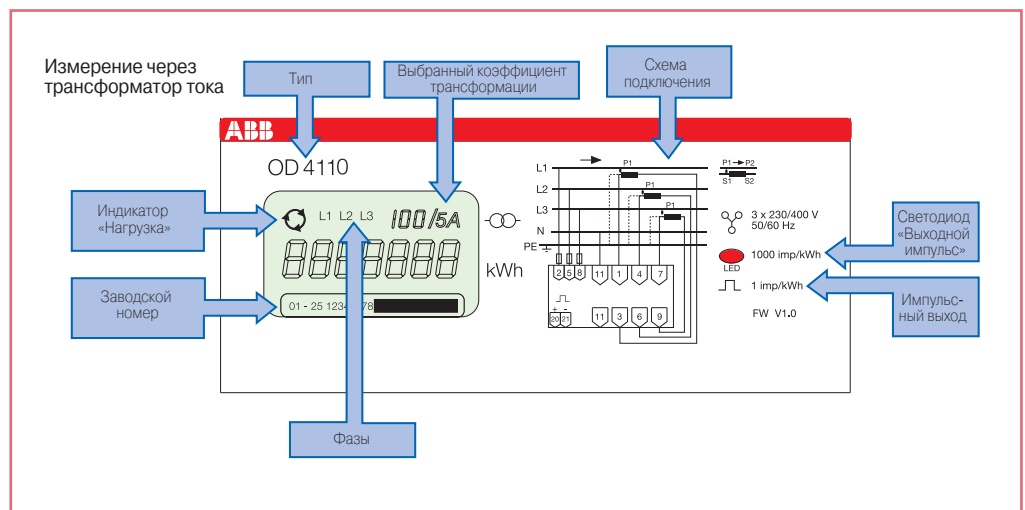 Измерение через
трансформатор тока
Тип
Выбранный коэффициент
трансформации
Схема
подключения
ABB
OD 4110
L1 L2 L3
100/5A
8888888
kWh
01 - 25 1234 78
Индикатор
«Нагрузка»
Заводской
номер
Фазы
L1
L2
L3
N
PE
P1
P1
P1
P1 → P2
S1 S2
2 5 8 11 1 4 7
+ -
20 21
11 3 6 9
3 x 230/400 V
50/60 Hz
LED
1000 imp/kWh
1 imp/kWh
FW V1.0
Светодиод
«Выходной
импульс»
Импульс-
ный выход